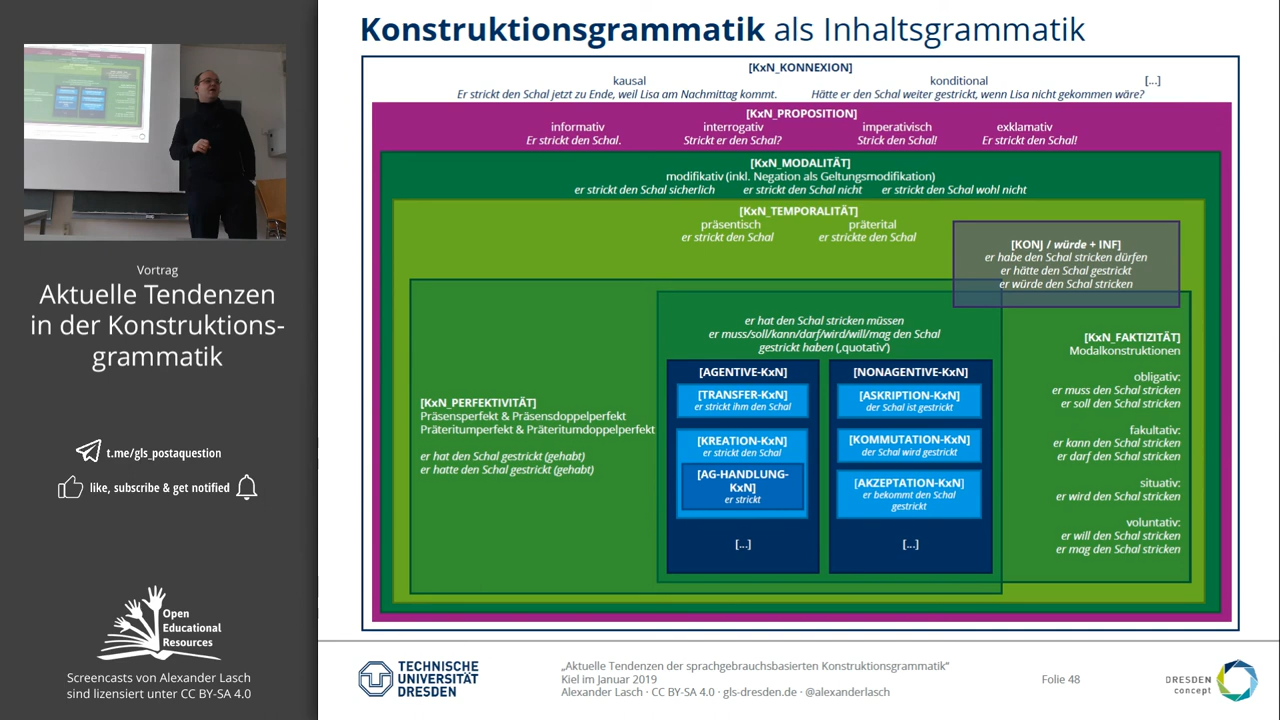 Vortrag
Aktuelle Tendenzen
in der Konstruktions-
grammatik
t.me/gls_postaquestion
like, subscribe & get notified
Open
Educational
Resources
Screencasts von Alexander Lasch
sind lizensiert unter CC BY-SA 4.0
Konstruktionsgrammatik als Inhaltsgrammatik
[KxN_KONNEXION]
kausal konditional [...]
Er strickt den Schal jetzt zu Ende, weil Lisa am Nachmittag kommt. Hätte er den Schal weiter gestrickt, wenn Lisa nicht gekommen wäre?
[KxN_PROPOSITION]
informativ interrogativ imperativisch exklamativ
Er strickt den Schal. Strickt er den Schal? Strick den Schal! Er strickt den Schal!
[KxN_MODALITÄT]
modifikativ (inkl. Negation als Geltungsmodifikation)
er strickt den Schal sicherlich er strickt den Schal nicht er strickt den Schal wohl nicht
[KxN_TEMPORALITÄT]
präsentisch präterital
er strickt den Schal er strickte den Schal
[KONJ / würde + INF]
er habe den Schal stricken dürfen
er hätte den Schal gestrickt
er würde den Schal stricken
er hat den Schal stricken müssen
er muss/soll/kann/darf/wird/will/mag den Schal
gestrickt haben (‚quotativ‘)
[KxN_PERFEKTIVITÄT]
Präsensperfekt & Präsensdoppelperfekt
Präteritumperfekt & Präteritumdoppelperfekt
er hat den Schal gestrickt (gehabt)
er hatte den Schal gestrickt (gehabt)
[AGENTIVE-KxN]
[TRANSFER-KxN]
er strickt ihm den Schal
[KREATION-KxN]
er strickt den Schal
[AG-HANDLUNG-
KxN]
er strickt
[...]
[NONAGENTIVE-KxN]
[ASKRIPTION-KxN]
der Schal ist gestrickt
[KOMMUTATION-KxN]
der Schal wird gestrickt
[AKZEPTATION-KxN]
er bekommt den Schal
gestrickt
[...]
[KxN_FAKTIZITÄT]
Modalkonstruktionen
obligativ:
er muss den Schal stricken
er soll den Schal stricken
fakultativ:
er kann den Schal stricken
er darf den Schal stricken
situativ:
er wird den Schal stricken
voluntativ:
er will den Schal stricken
er mag den Schal stricken
TECHNISCHE
UNIVERSITÄT
DRESDEN
„Aktuelle Tendenzen der sprachgebrauchsbasierten Konstruktionsgrammatik“
Kiel im Januar 2019
Alexander Lasch · CC BY-SA 4.0 · gls-dresden.de · @alexanderlasch
Folie 48
DRESDEN
concept